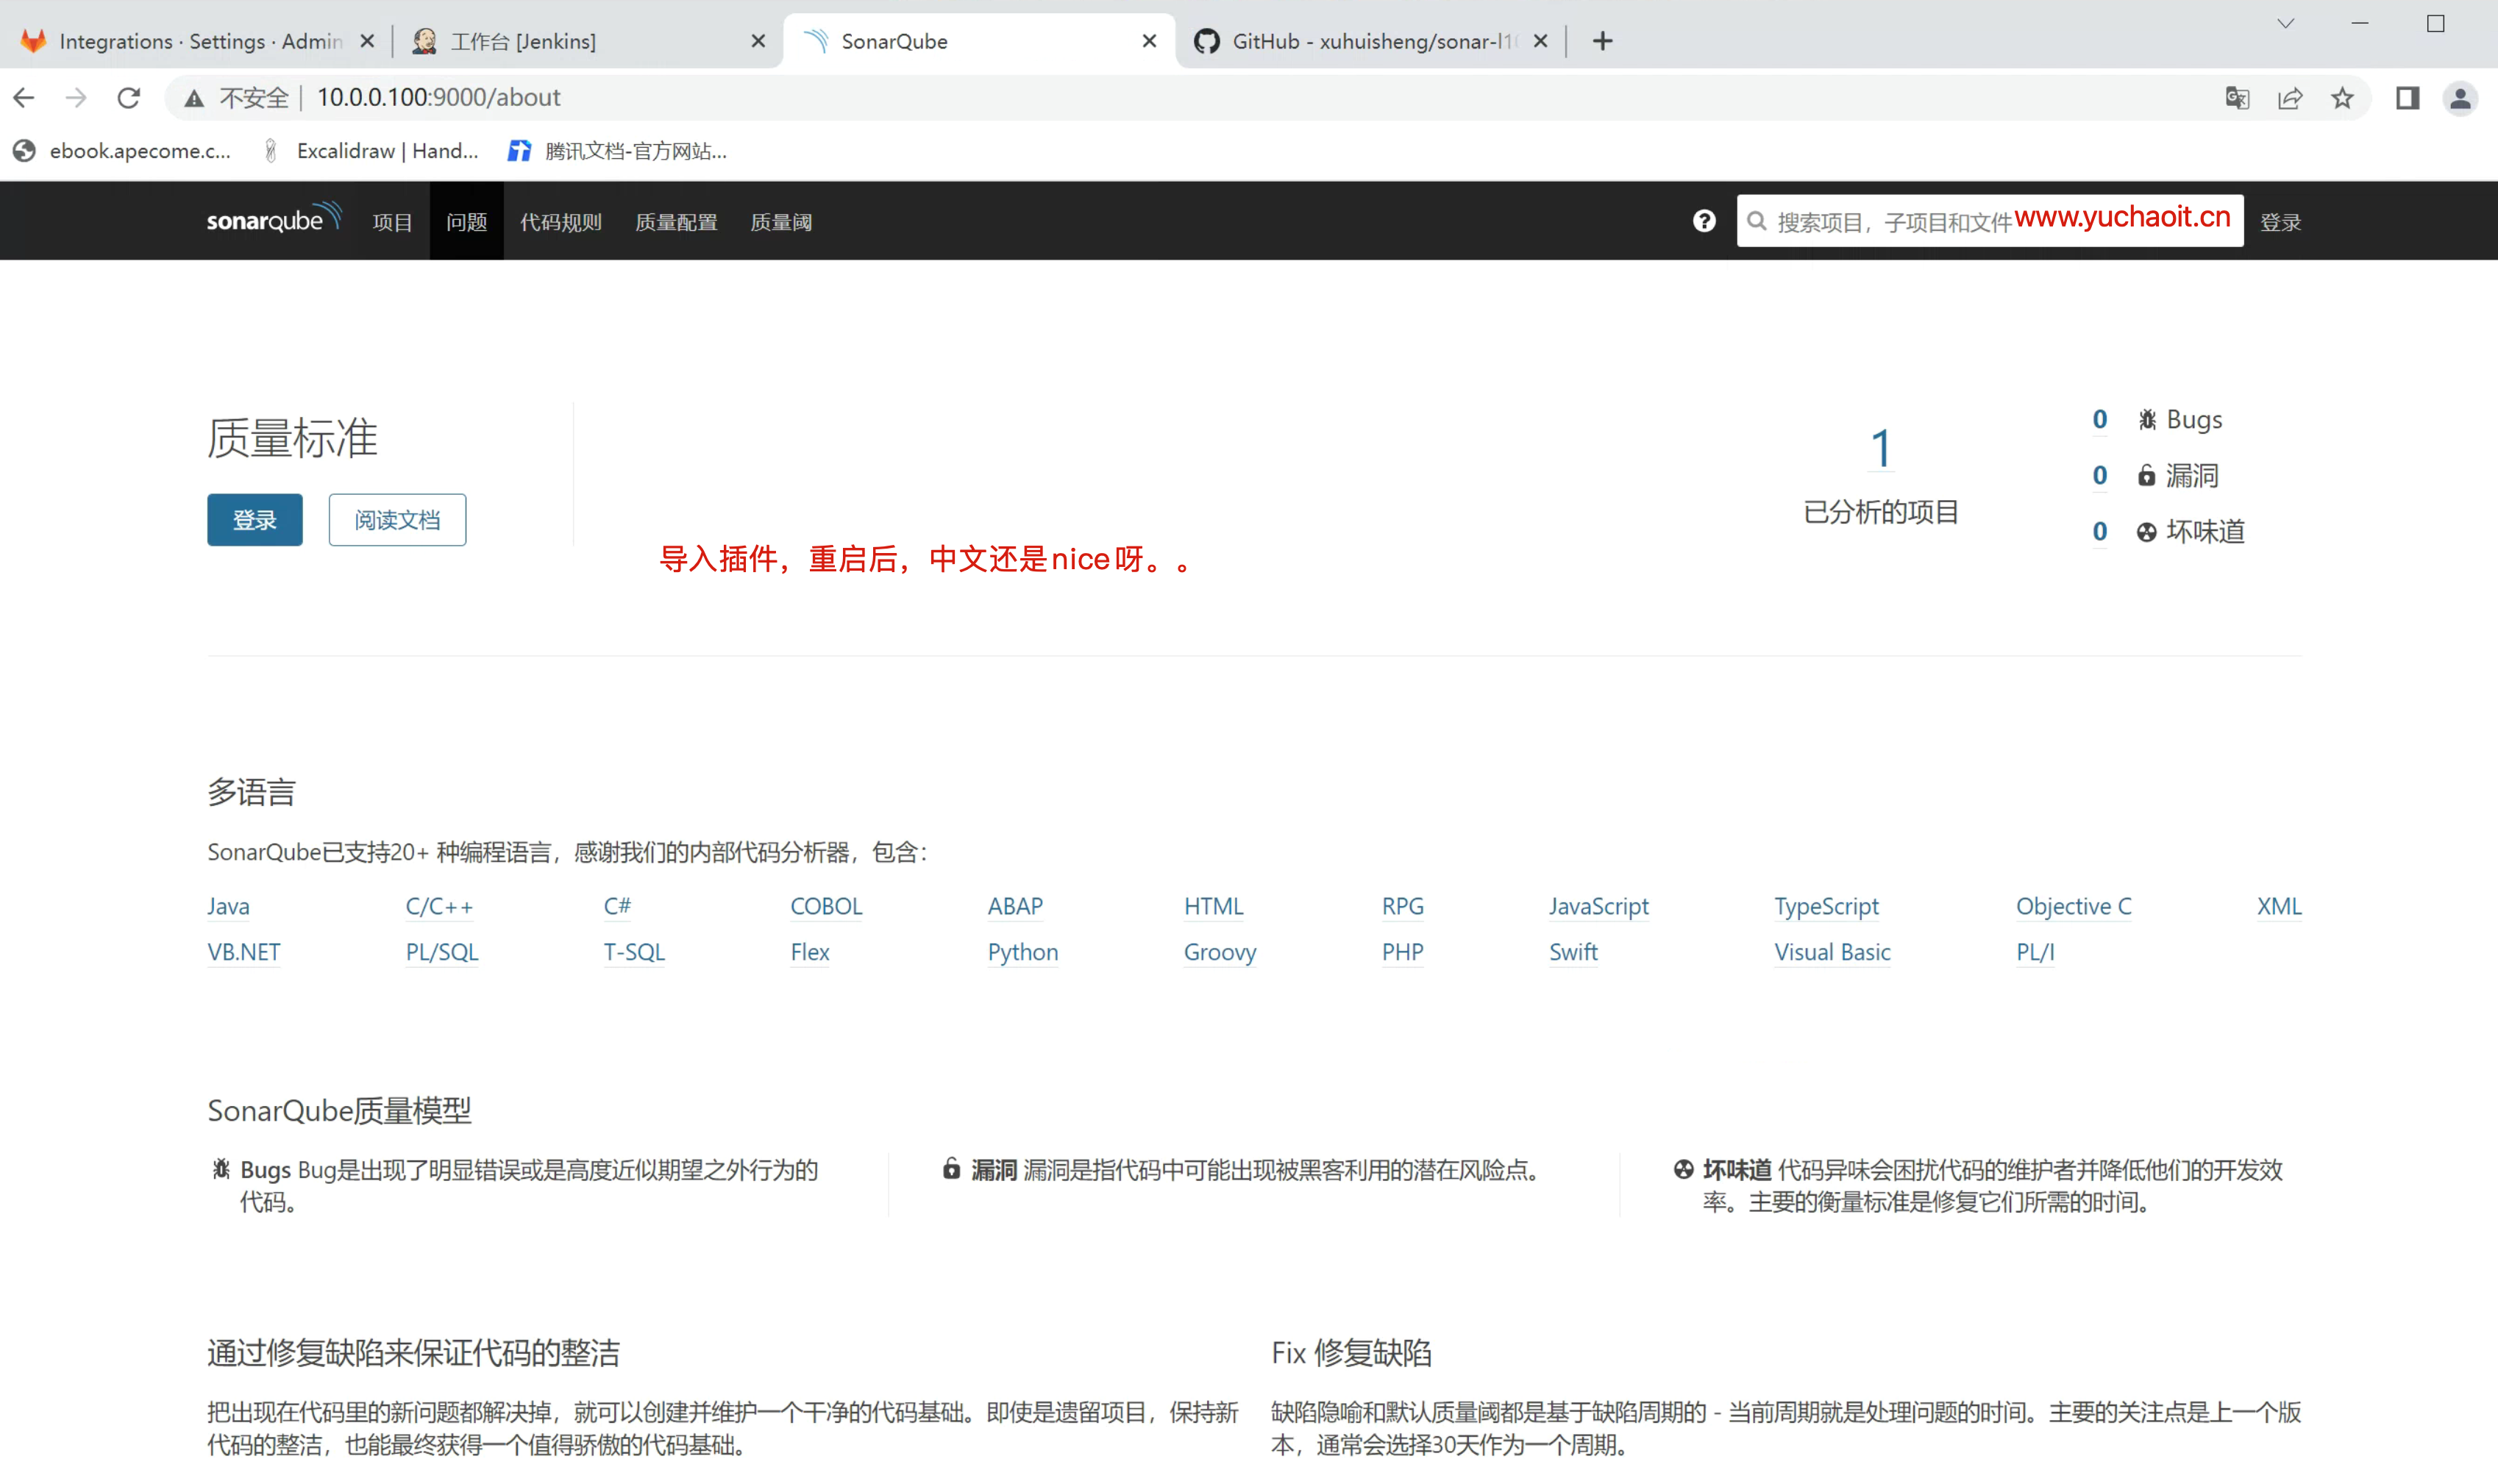 Integrations · Settings · Admin
工作台 [Jenkins]
SonarQube
GitHub - xuhuisheng/sonar-l1
不安全 | 10.0.0.100:9000/about
ebook.apecome.c...
Excalidraw | Hand...
腾讯文档-官方网站...
sonarqube 项目 问题 代码规则 质量配置 质量阈
搜索项目，子项目和文件 www.yuchaoit.cn 登录
质量标准
登录 阅读文档
导入插件，重启后，中文还是nice呀。。
1
已分析的项目
0 Bugs
0 漏洞
0 坏味道
多语言
SonarQube已支持20+ 种编程语言，感谢我们的内部代码分析器，包含：
Java C/C++ C# COBOL ABAP HTML RPG JavaScript TypeScript Objective C XML
VB.NET PL/SQL T-SQL Flex Python Groovy PHP Swift Visual Basic PL/I
SonarQube质量模型
Bugs Bug是出现了明显错误或是高度近似期望之外行为的
代码。
漏洞 漏洞是指代码中可能出现被黑客利用的潜在风险点。
坏味道 代码异味会困扰代码的维护者并降低他们的开发效
率。主要的衡量标准是修复它们所需的时间。
通过修复缺陷来保证代码的整洁
把出现在代码里的新问题都解决掉，就可以创建并维护一个干净的代码基础。即使是遗留项目，保持新
代码的整洁，也能最终获得一个值得骄傲的代码基础。
Fix 修复缺陷
缺陷隐喻和默认质量阈都是基于缺陷周期的 - 当前周期就是处理问题的时间。主要的关注点是上一个版
本，通常会选择30天作为一个周期。